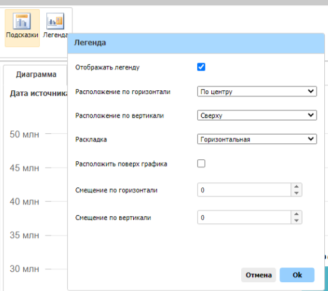 Подсказки Легенда
Легенда
Отображать легенду
Диаграмма
Расположение по горизонтали По центру
Дата источника
Расположение по вертикали Сверху
50 млн
Раскладка Горизонтальная
45 млн
Расположить поверх графика
Смещение по горизонтали 0
40 млн
Смещение по вертикали 0
35 млн
30 млн
Отмена Ok